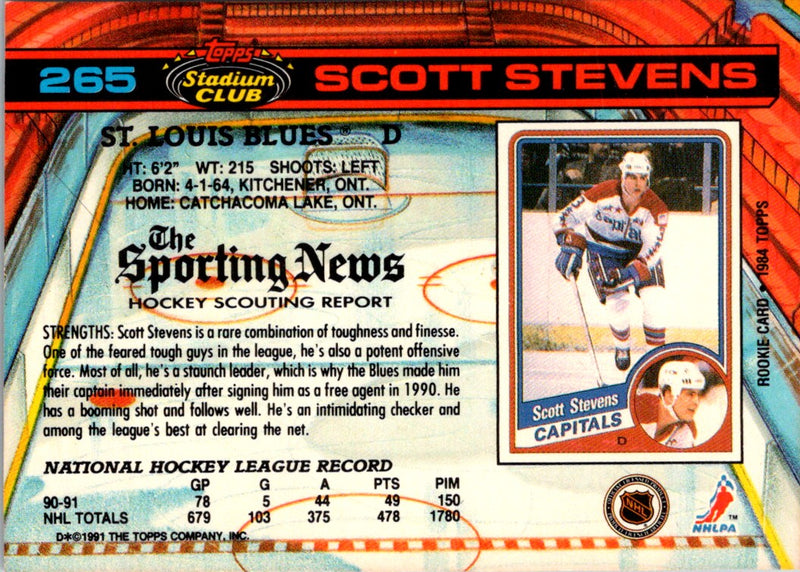 265
Topps
Stadium
CLUB
SCOTT STEVENS
ST. LOUIS BLUES® D
HT: 6'2" WT: 215 SHOOTS: LEFT
BORN: 4-1-64, KITCHENER, ONT.
HOME: CATCHACOMA LAKE, ONT.
The
Sporting News
HOCKEY SCOUTING REPORT
STRENGTHS: Scott Stevens is a rare combination of toughness and finesse.
One of the feared tough guys in the league, he's also a potent offensive
force. Most of all, he's a staunch leader, which is why the Blues made him
their captain immediately after signing him as a free agent in 1990. He
has a booming shot and follows well. He's an intimidating checker and
among the league's best at clearing the net.
NATIONAL HOCKEY LEAGUE RECORD
GP G A PTS PIM
90-91 78 5 44 49 150
NHL TOTALS 679 103 375 478 1780
D*©1991 THE TOPPS COMPANY, INC.
Scott Stevens
CAPITALS
D
ROOKIE CARD • 1984 TOPPS
NHL
NHLPA
™